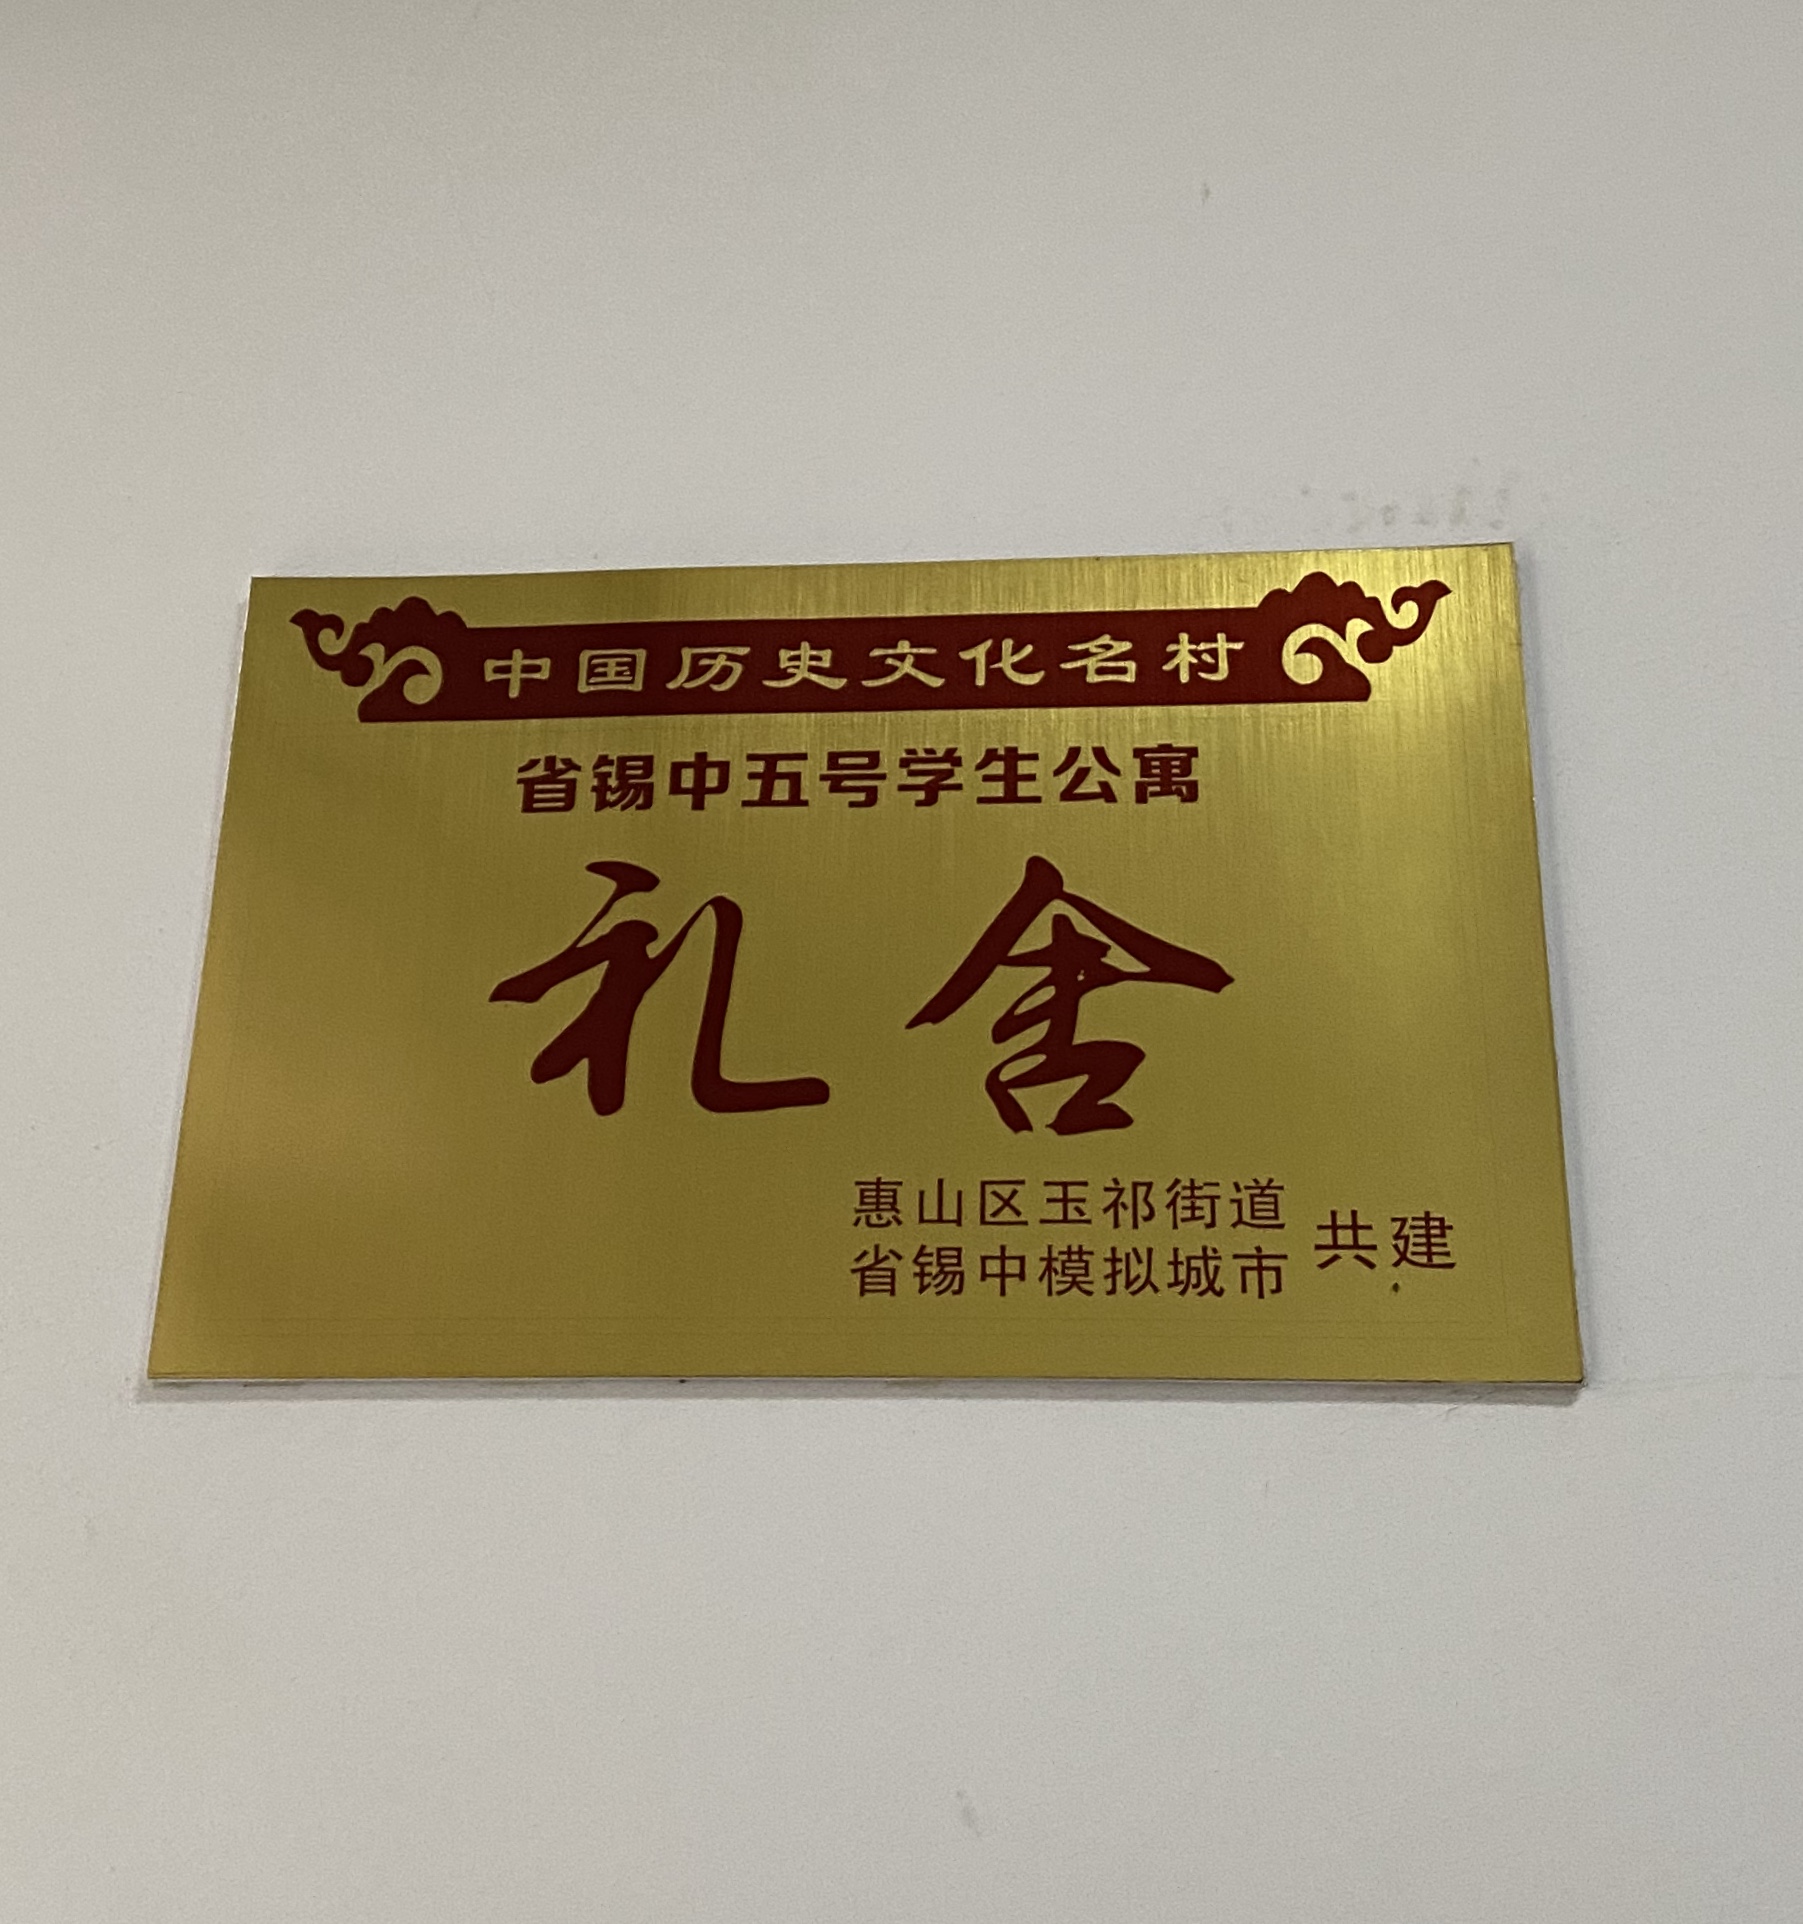 中国历史文化名村
省锡中五号学生公寓
礼舍
惠山区玉祁街道
省锡中模拟城市
共建